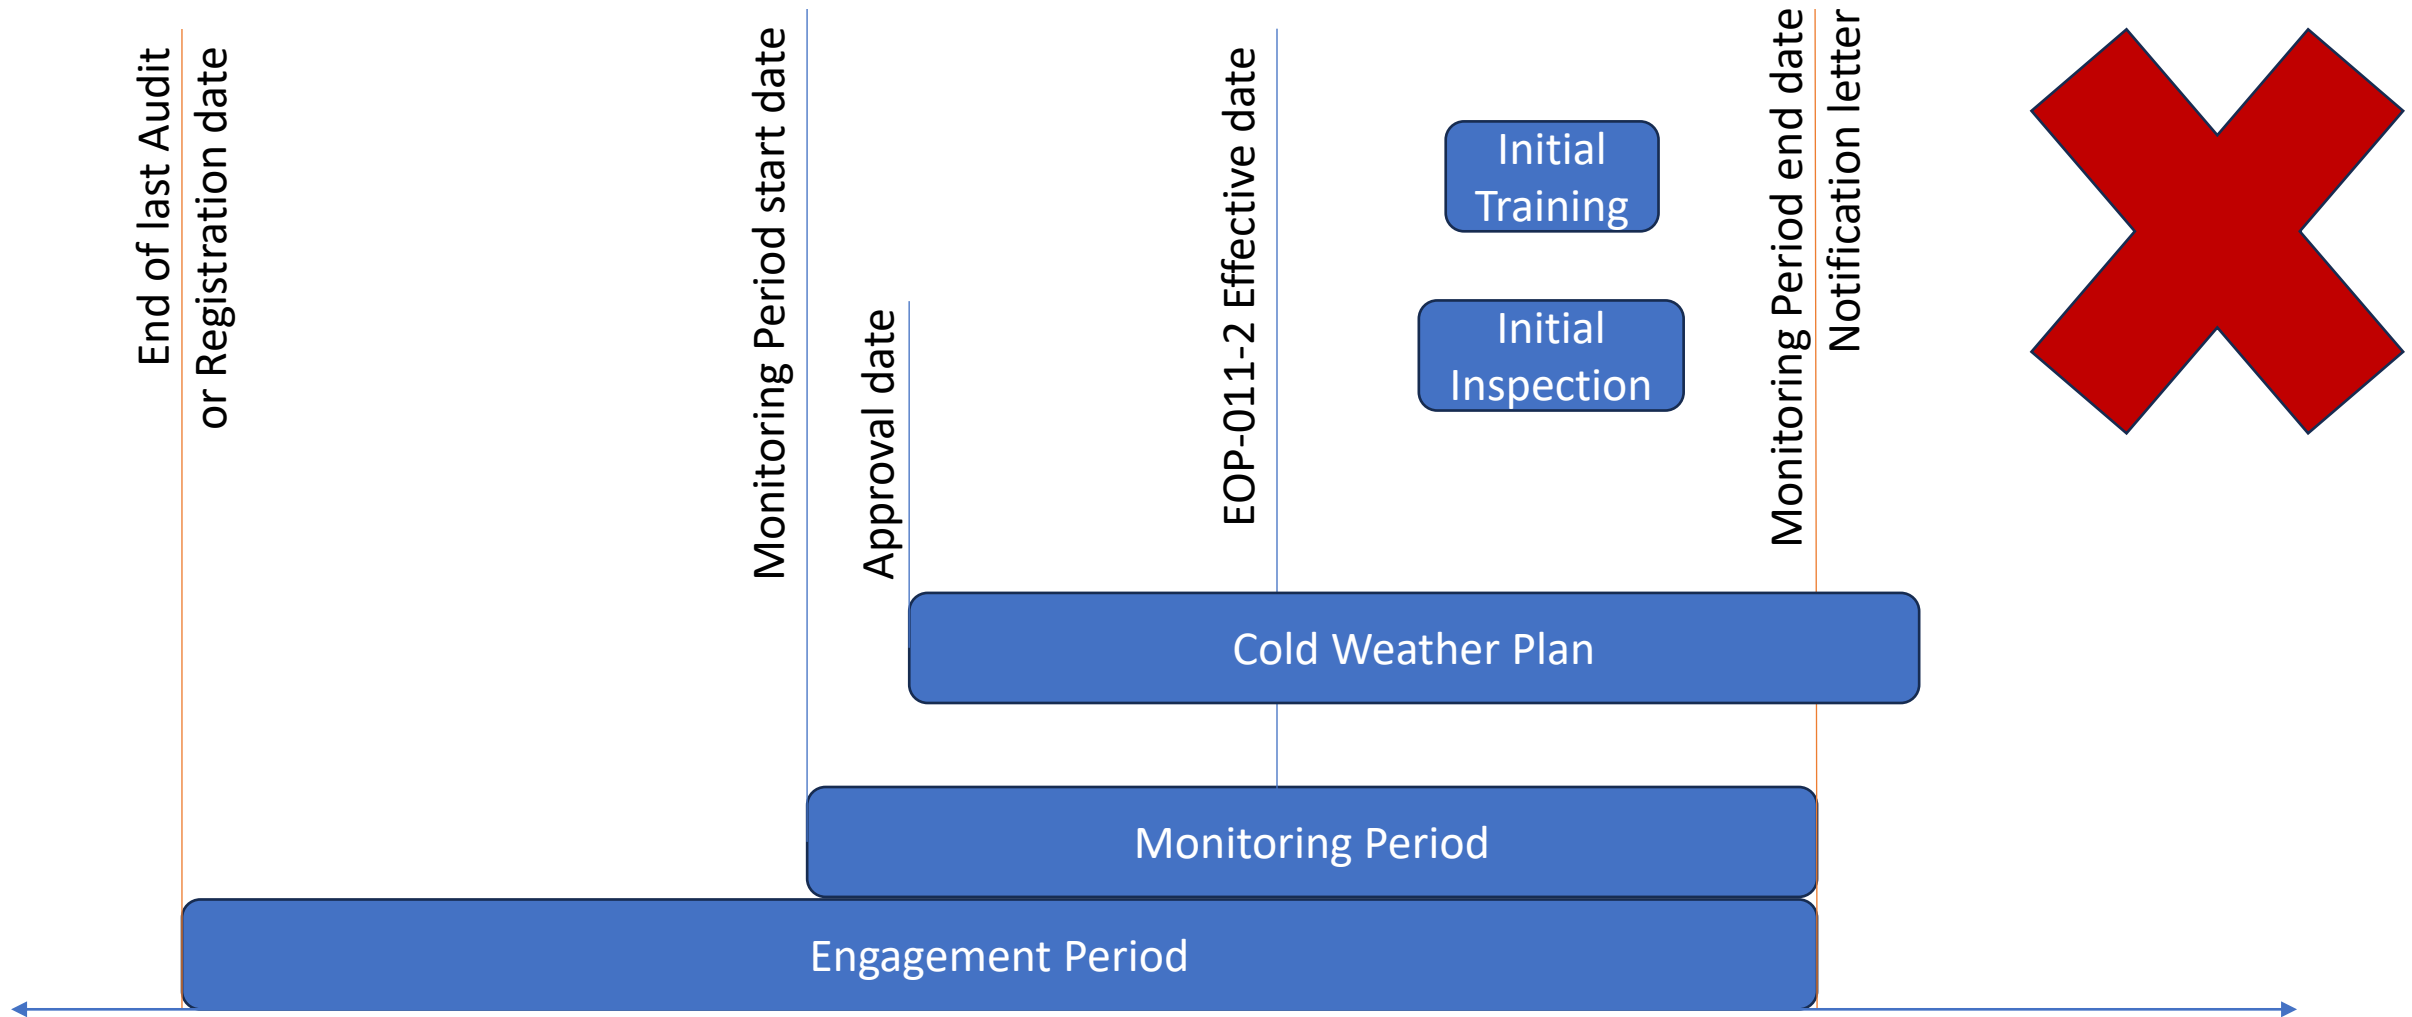 End of last Audit
or Registration date
Monitoring Period start date
Approval date
EOP-011-2 Effective date
Initial
Training
Initial
Inspection
Monitoring Period end date
Notification letter
Cold Weather Plan
Monitoring Period
Engagement Period